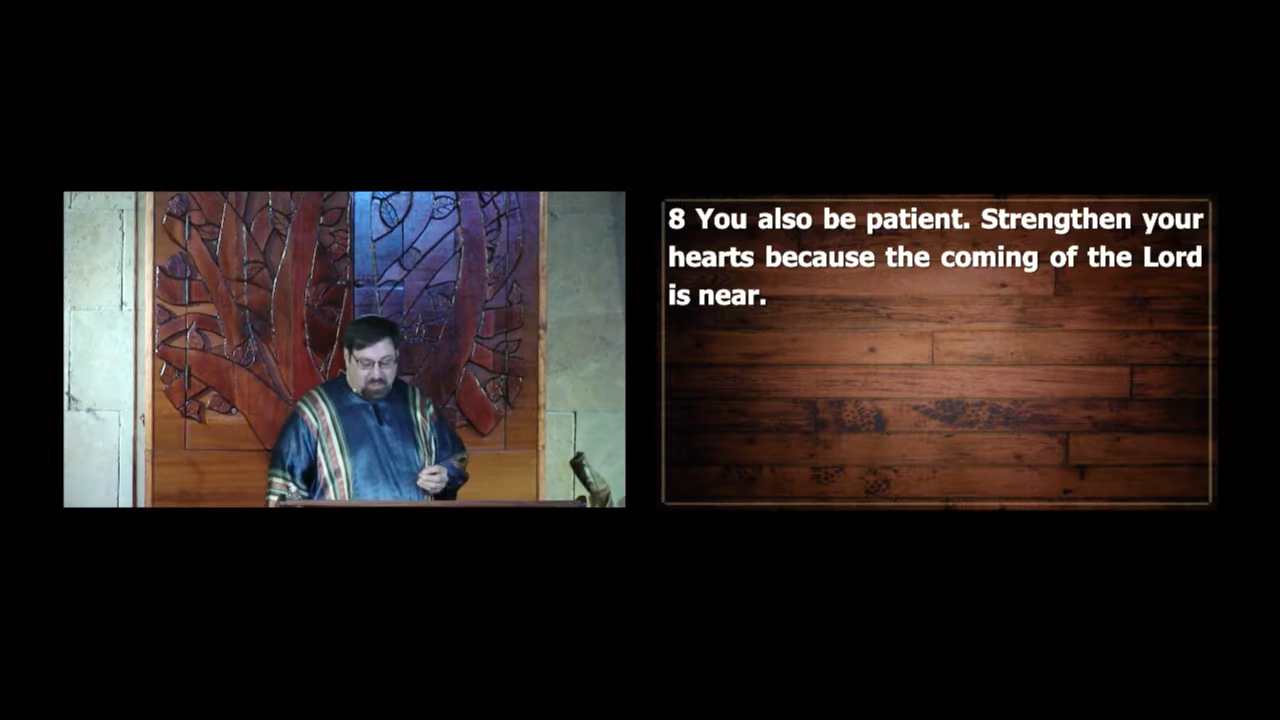 8 You also be patient. Strengthen your
hearts because the coming of the Lord
is near.